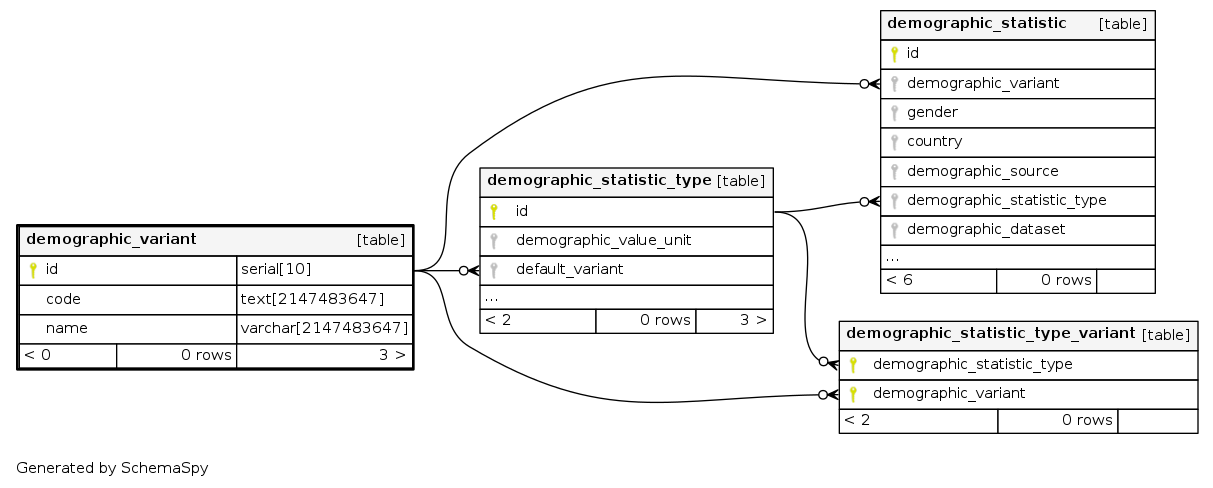 demographic_statistic [table]
id
demographic_variant
gender
country
demographic_source
demographic_statistic_type
demographic_dataset
...
< 6 0 rows
demographic_statistic_type [table]
id
demographic_value_unit
default_variant
...
< 2 0 rows 3 >
demographic_variant [table]
id serial[10]
code text[2147483647]
name varchar[2147483647]
< 0 0 rows 3 >
demographic_statistic_type_variant [table]
demographic_statistic_type
demographic_variant
< 2 0 rows
Generated by SchemaSpy